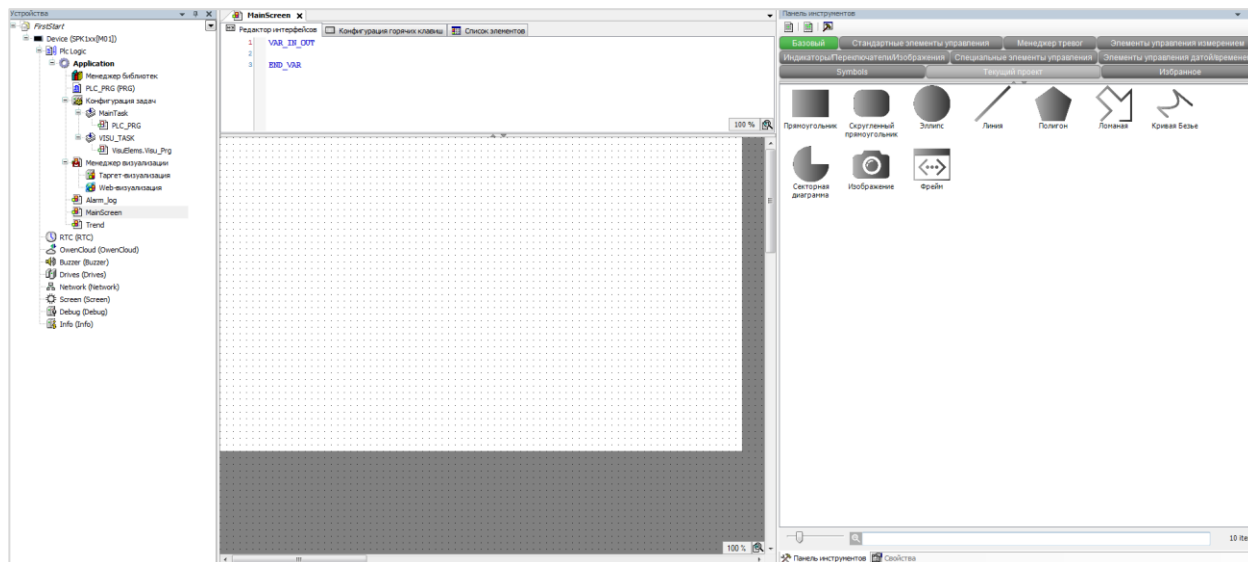 Устройства
FirstStart
Device (SPK1xx[M01])
Plc Logic
Application
Менеджер библиотек
PLC_PRG (PRG)
Конфигурация задач
MainTask
PLC_PRG
VISU_TASK
VisuElems.Visu_Prg
Менеджер визуализации
Таргет-визуализация
Web-визуализация
Alarm_log
MainScreen
Trend
RTC (RTC)
OwenCloud (OwenCloud)
Buzzer (Buzzer)
Drives (Drives)
Network (Network)
Screen (Screen)
Debug (Debug)
Info (Info)
MainScreen
Редактор интерфейсов Конфигурация горячих клавиш Список элементов
1 VAR_IN_OUT
2
3 END_VAR
100 %
100 %
Панель инструментов
Базовый Стандартные элементы управления Менеджер тревог Элементы управления измерением
Индикаторы/Переключатели/Изображения Специальные элементы управления Элементы управления датой/временем
Symbols Текущий проект Избранное
Прямоугольник Скругленный прямоугольник Эллипс Линия Полигон Ломаная Кривая Безье
Секторная диаграмма Изображение Фрейм
10 ite
Панель инструментов Свойства